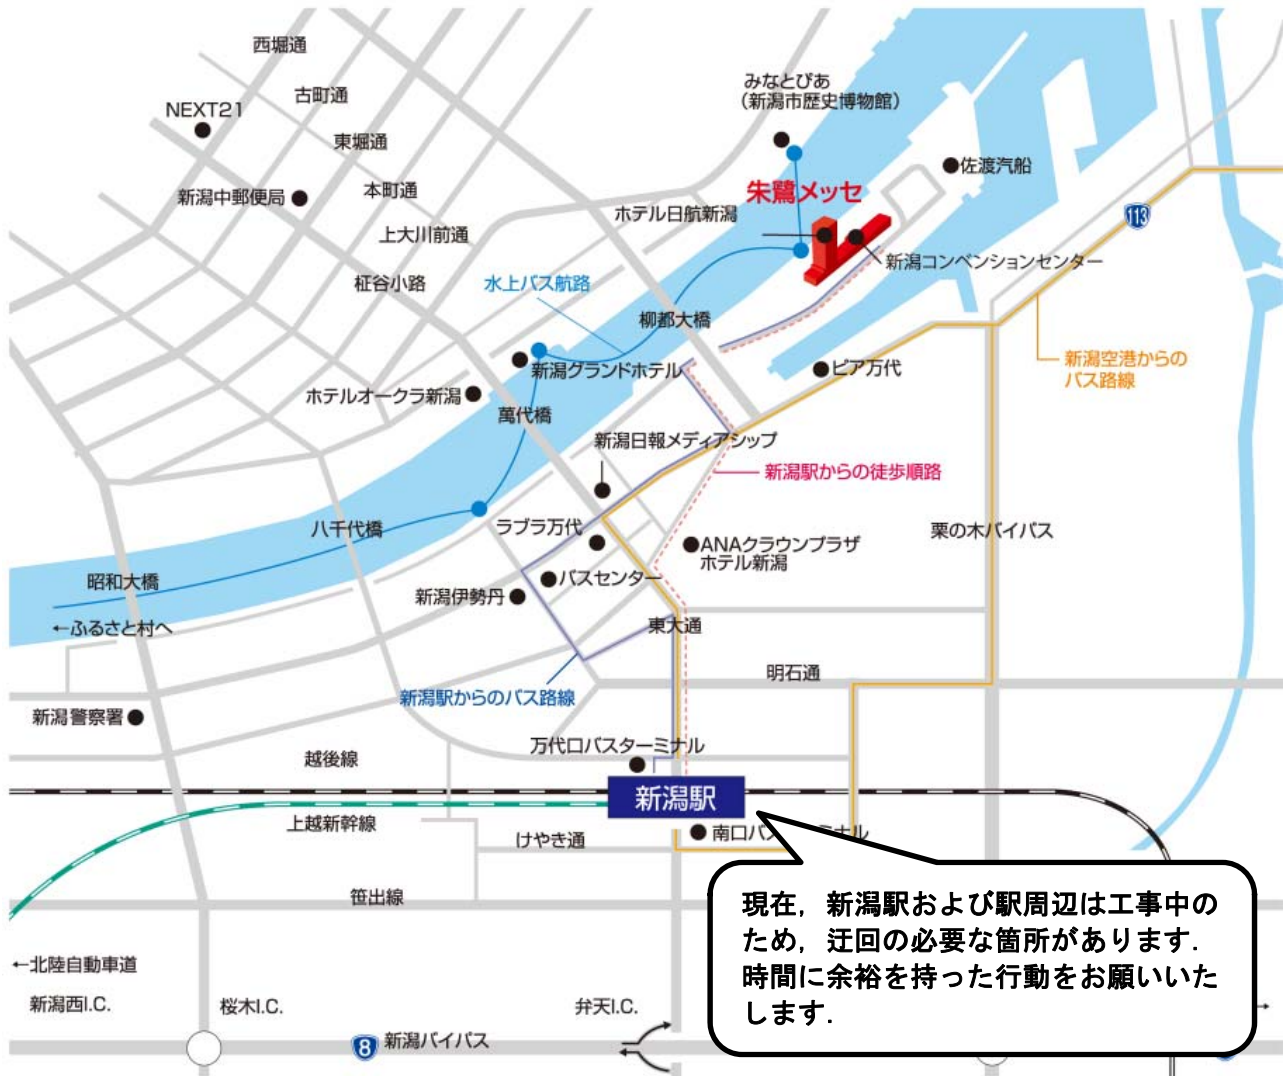 西堀通
NEXT21
古町通
東堀通
新潟中郵便局
本町通
上大川前通
柾谷小路
みなとぴあ
（新潟市歴史博物館）
佐渡汽船
朱鷺メッセ
ホテル日航新潟
113
新潟コンベンションセンター
水上バス航路
柳都大橋
新潟空港からの
バス路線
新潟グランドホテル
ピア万代
ホテルオークラ新潟
萬代橋
新潟日報メディアシップ
新潟駅からの徒歩順路
八千代橋
ラブラ万代
栗の木バイパス
ANAクラウンプラザ
ホテル新潟
昭和大橋
バスセンター
新潟伊勢丹
←ふるさと村へ
東大通
明石通
新潟駅からのバス路線
新潟警察署
万代口バスターミナル
越後線
新潟駅
上越新幹線
けやき通
南口バス
ミナル
笹出線
現在，新潟駅および駅周辺は工事中の
ため，迂回の必要な箇所があります．
時間に余裕を持った行動をお願いいた
します．
←北陸自動車道
新潟西I.C.
桜木I.C.
弁天I.C.
8
新潟バイパス